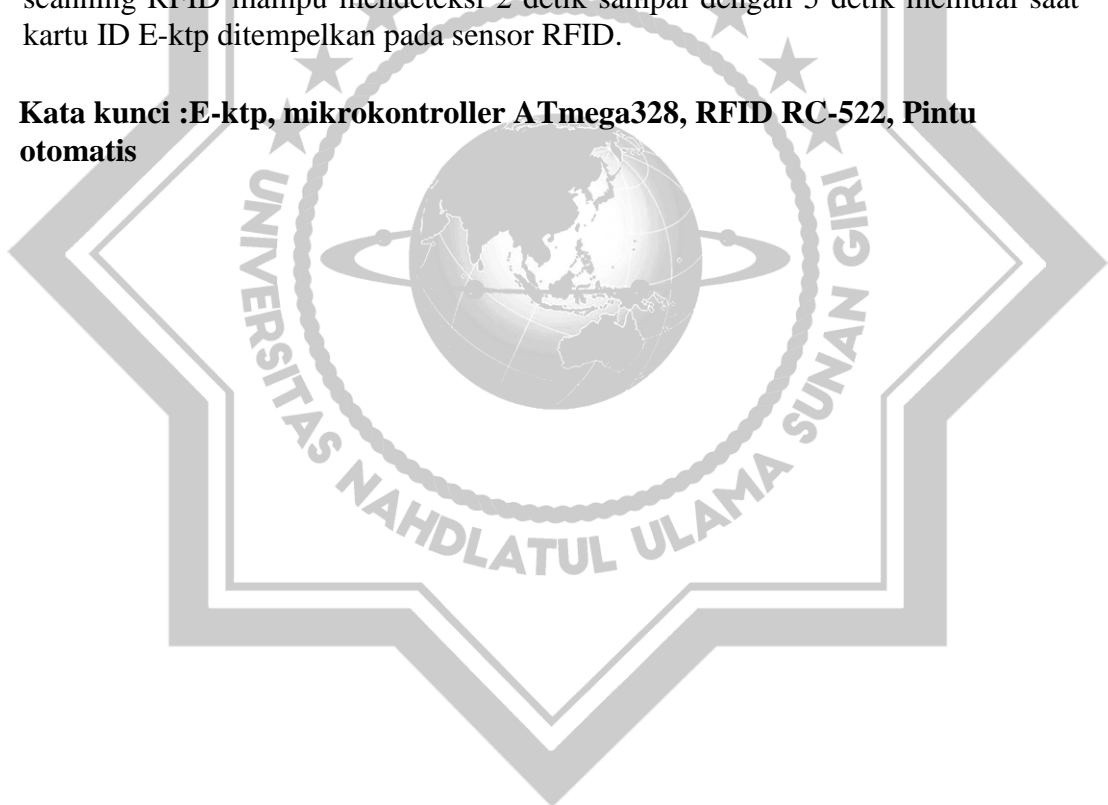 scanning RFID mampu mendeteksi 2 detik sampai dengan 5 detik memulai saat
kartu ID E-ktp ditempelkan pada sensor RFID.
Kata kunci :E-ktp, mikrokontroller ATmega328, RFID RC-522, Pintu
otomatis
UNIVERSITAS NAHDLATUL ULAMA SUNAN GIRI